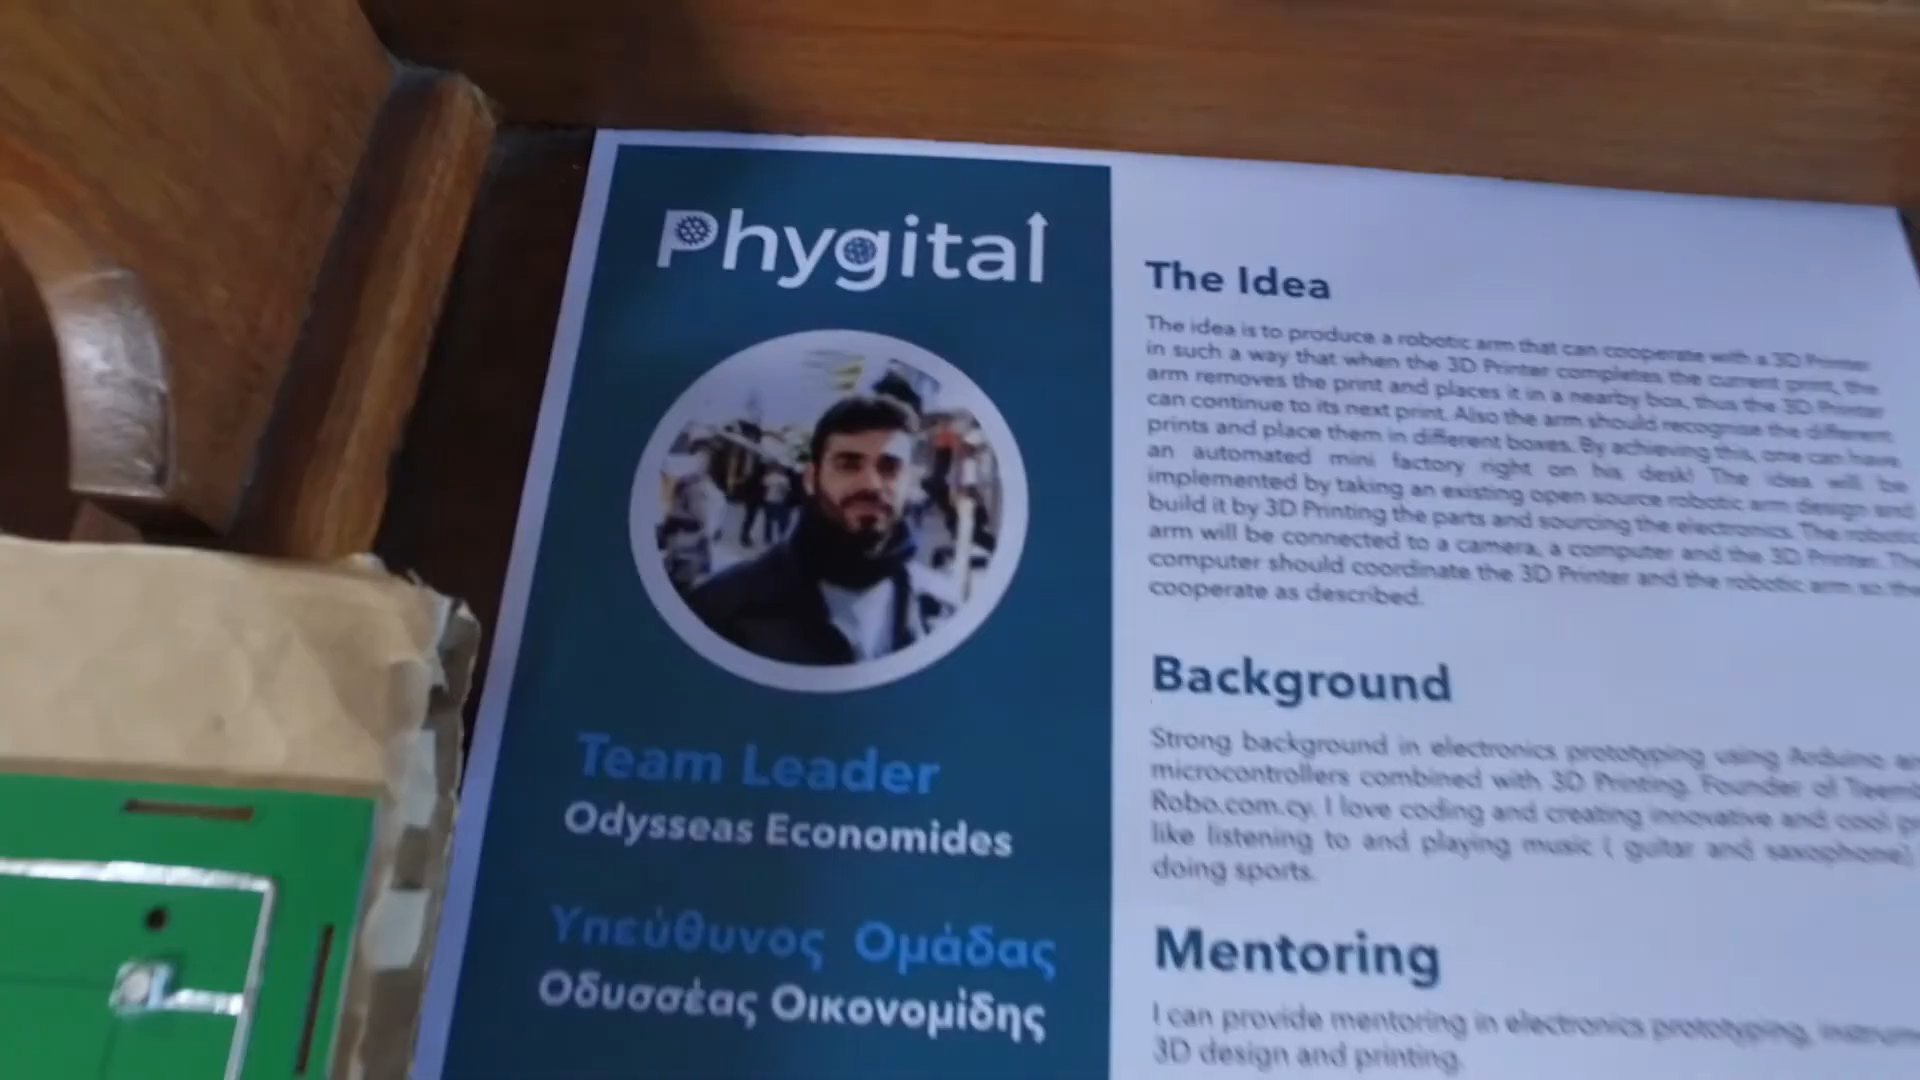 Phygital
Team Leader
Odysseas Economides
Υπεύθυνος Ομάδας
Οδυσσέας Οικονομίδης
The Idea
The idea is to produce a robotic arm that can cooperate with a 3D Printer
in such a way that when the 3D Printer completes the current print, the
arm removes the print and places it in a nearby box, thus the 3D Printer
can continue to its next print. Also the arm should recognise the different
prints and place them in different boxes. By achieving this, one can have
an automated mini factory right on his desk! The idea will be
implemented by taking an existing open source robotic arm design and
build it by 3D Printing the parts and sourcing the electronics. The robotic
arm will be connected to a camera, a computer and the 3D Printer. The
computer should coordinate the 3D Printer and the robotic arm so
cooperate as described.
Background
Strong background in electronics prototyping using Arduino
microcontrollers combined with 3D Printing. Founder of
Robo.com.cy. I love coding and creating innovative and cool
like listening to and playing music ( guitar and saxophone)
doing sports.
Mentoring
I can provide mentoring in electronics prototyping,
3D design and printing.